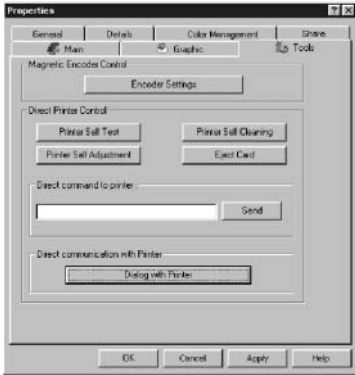 Properties
General Details Color Management Share
Main Graphic Tools
Magnetic Encoder Control
Encoder Settings
Direct Printer Control
Printer Self Test Printer Self Cleaning
Printer Self Adjustment Eject Card
Direct command to printer :
Send
Direct communication with Printer
Dialog with Printer
OK Cancel Apply Help